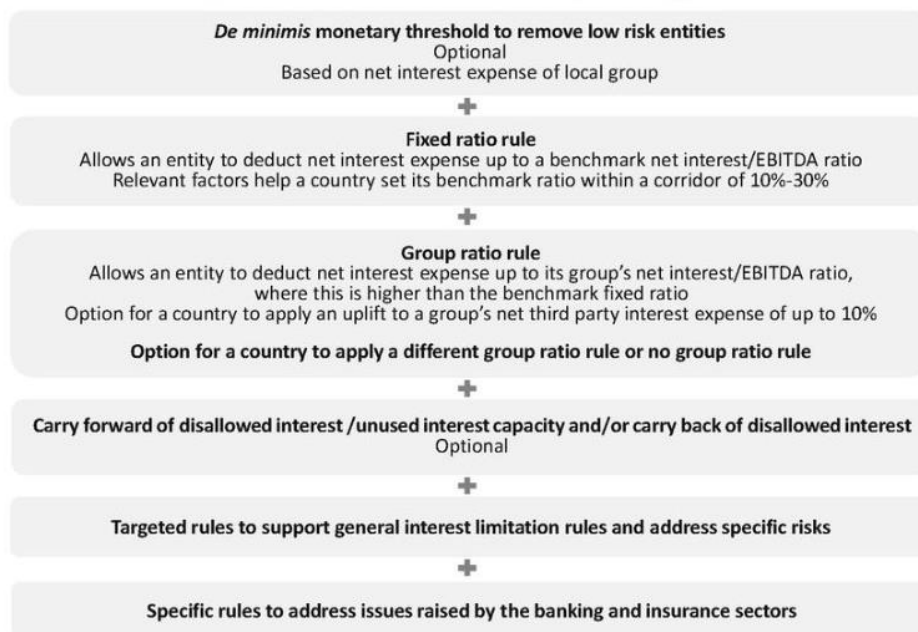 De minimis monetary threshold to remove low risk entities
Optional
Based on net interest expense of local group
+
Fixed ratio rule
Allows an entity to deduct net interest expense up to a benchmark net interest/EBITDA ratio
Relevant factors help a country set its benchmark ratio within a corridor of 10%-30%
+
Group ratio rule
Allows an entity to deduct net interest expense up to its group's net interest/EBITDA ratio,
where this is higher than the benchmark fixed ratio
Option for a country to apply an uplift to a group's net third party interest expense of up to 10%
Option for a country to apply a different group ratio rule or no group ratio rule
+
Carry forward of disallowed interest /unused interest capacity and/or carry back of disallowed interest
Optional
+
Targeted rules to support general interest limitation rules and address specific risks
+
Specific rules to address issues raised by the banking and insurance sectors